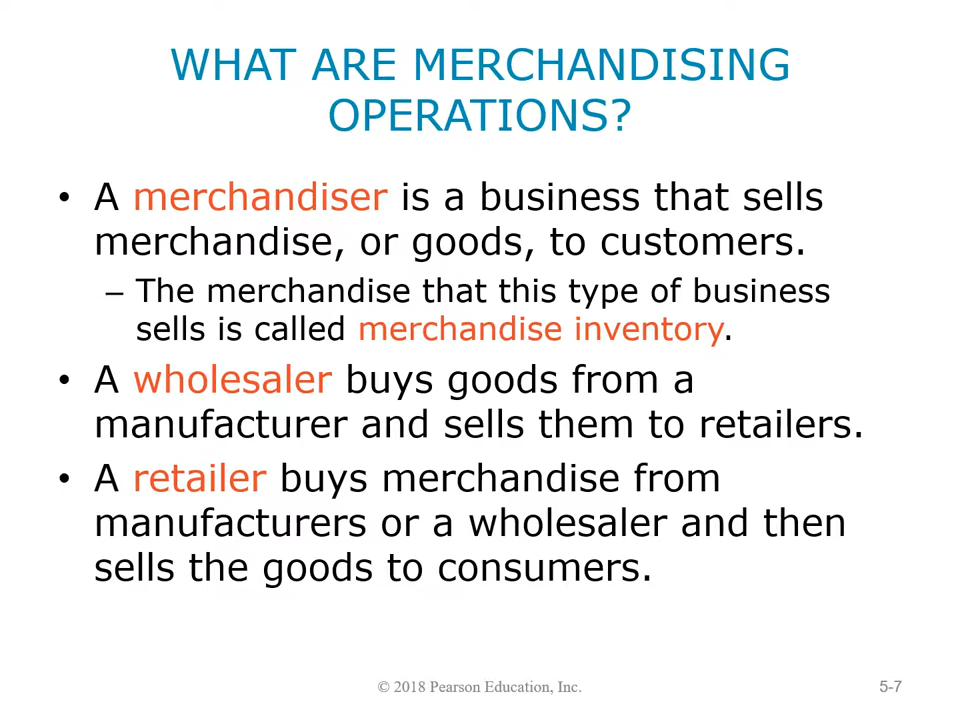 WHAT ARE MERCHANDISING
OPERATIONS?
• A merchandiser is a business that sells
merchandise, or goods, to customers.
– The merchandise that this type of business
sells is called merchandise inventory.
• A wholesaler buys goods from a
manufacturer and sells them to retailers.
• A retailer buys merchandise from
manufacturers or a wholesaler and then
sells the goods to consumers.
© 2018 Pearson Education, Inc.
5-7